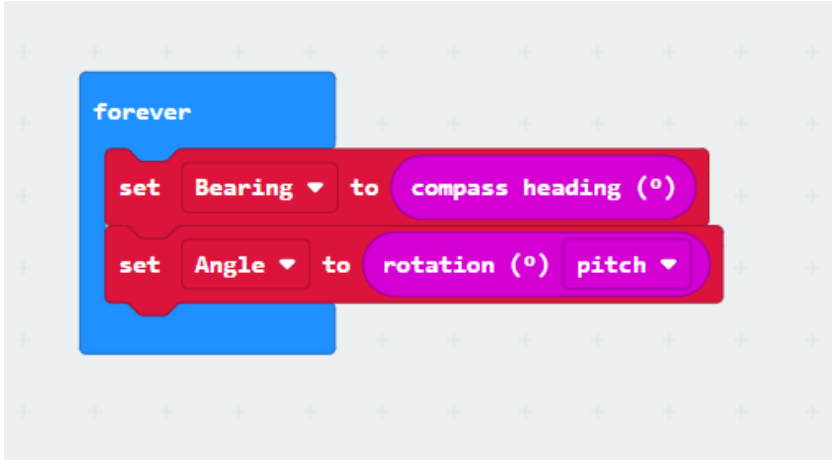 forever
set Bearing to compass heading (º)
set Angle to rotation (º) pitch